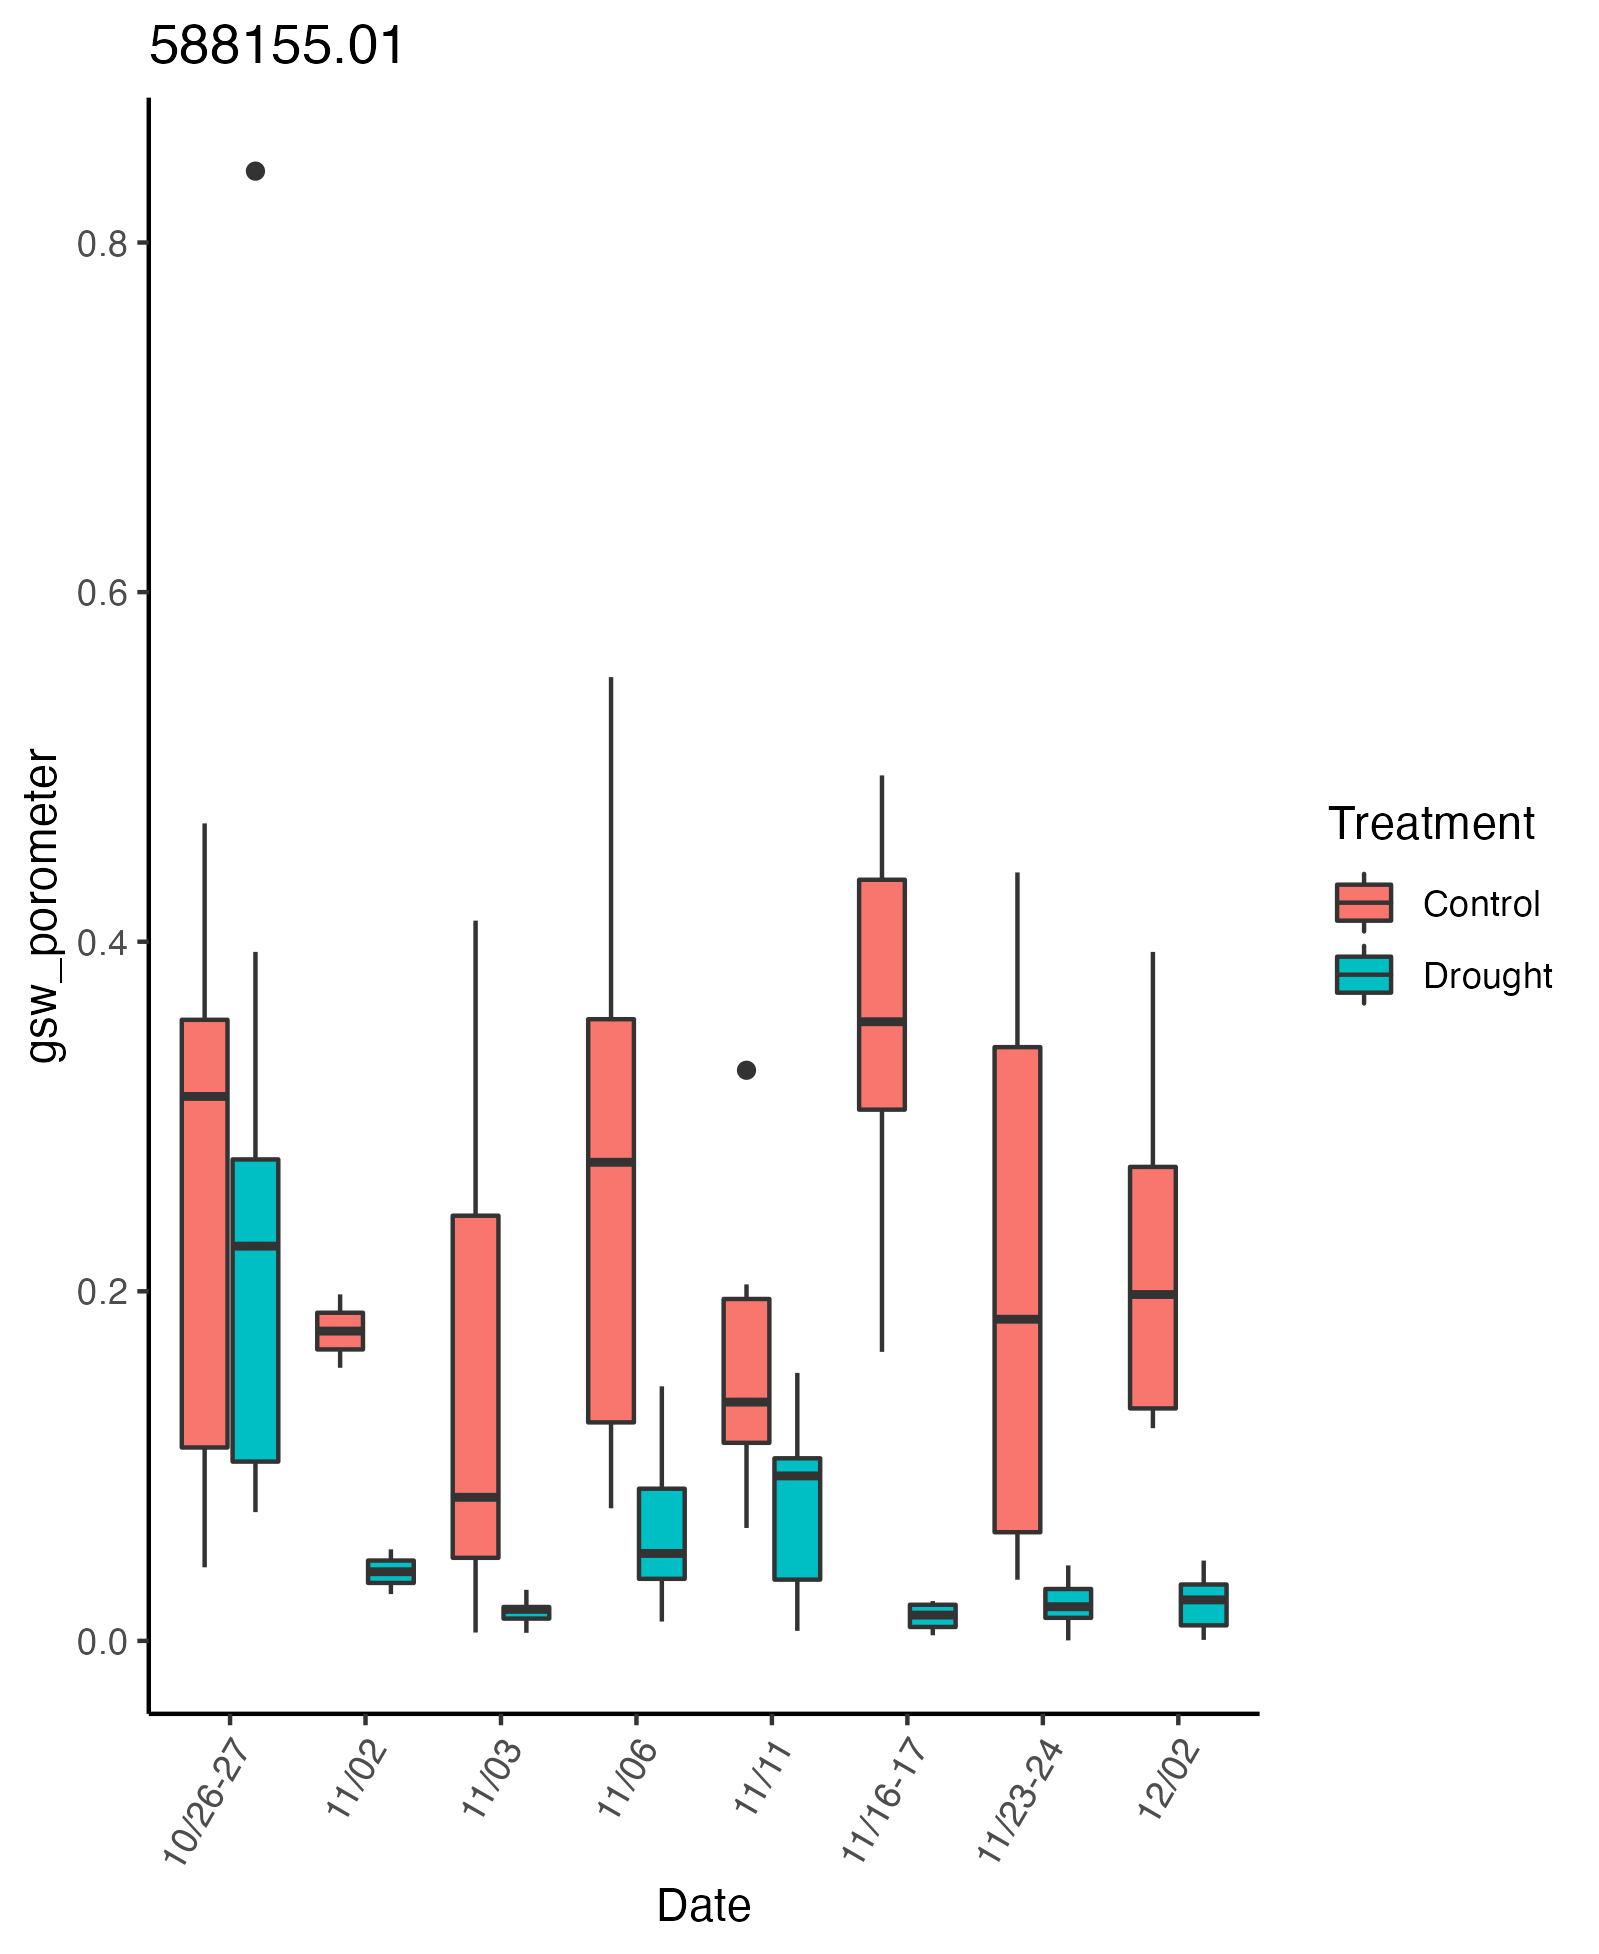 588155.01
gsw_porometer
0.8
0.6
0.4
0.2
0.0
10/26-27
11/02
11/03
11/06
11/11
11/16-17
11/23-24
12/02
Date
Treatment
Control
Drought